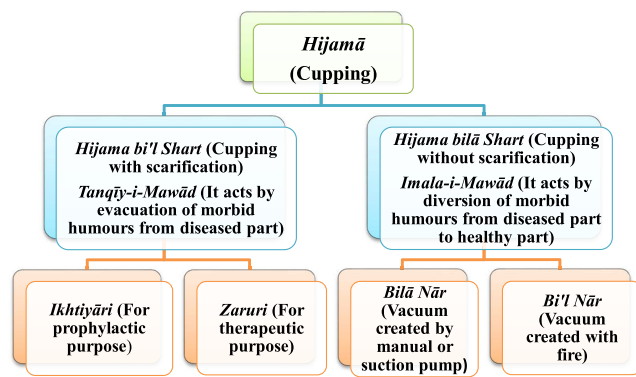 Hijamā
(Cupping)
Hijama bi'l Shart (Cupping
with scarification)
Tanqīy-i-Mawād (It acts by
evacuation of morbid
humours from diseased part)
Hijama bilā Shart (Cupping
without scarification)
Imala-i-Mawād (It acts by
diversion of morbid
humours from diseased part
to healthy part)
Ikhtiyāri (For
prophylactic
purpose)
Zaruri (For
therapeutic
purpose)
Bilā Nār
(Vacuum
created by
manual or
suction pump)
Bi'l Nār
(Vacuum
created with
fire)